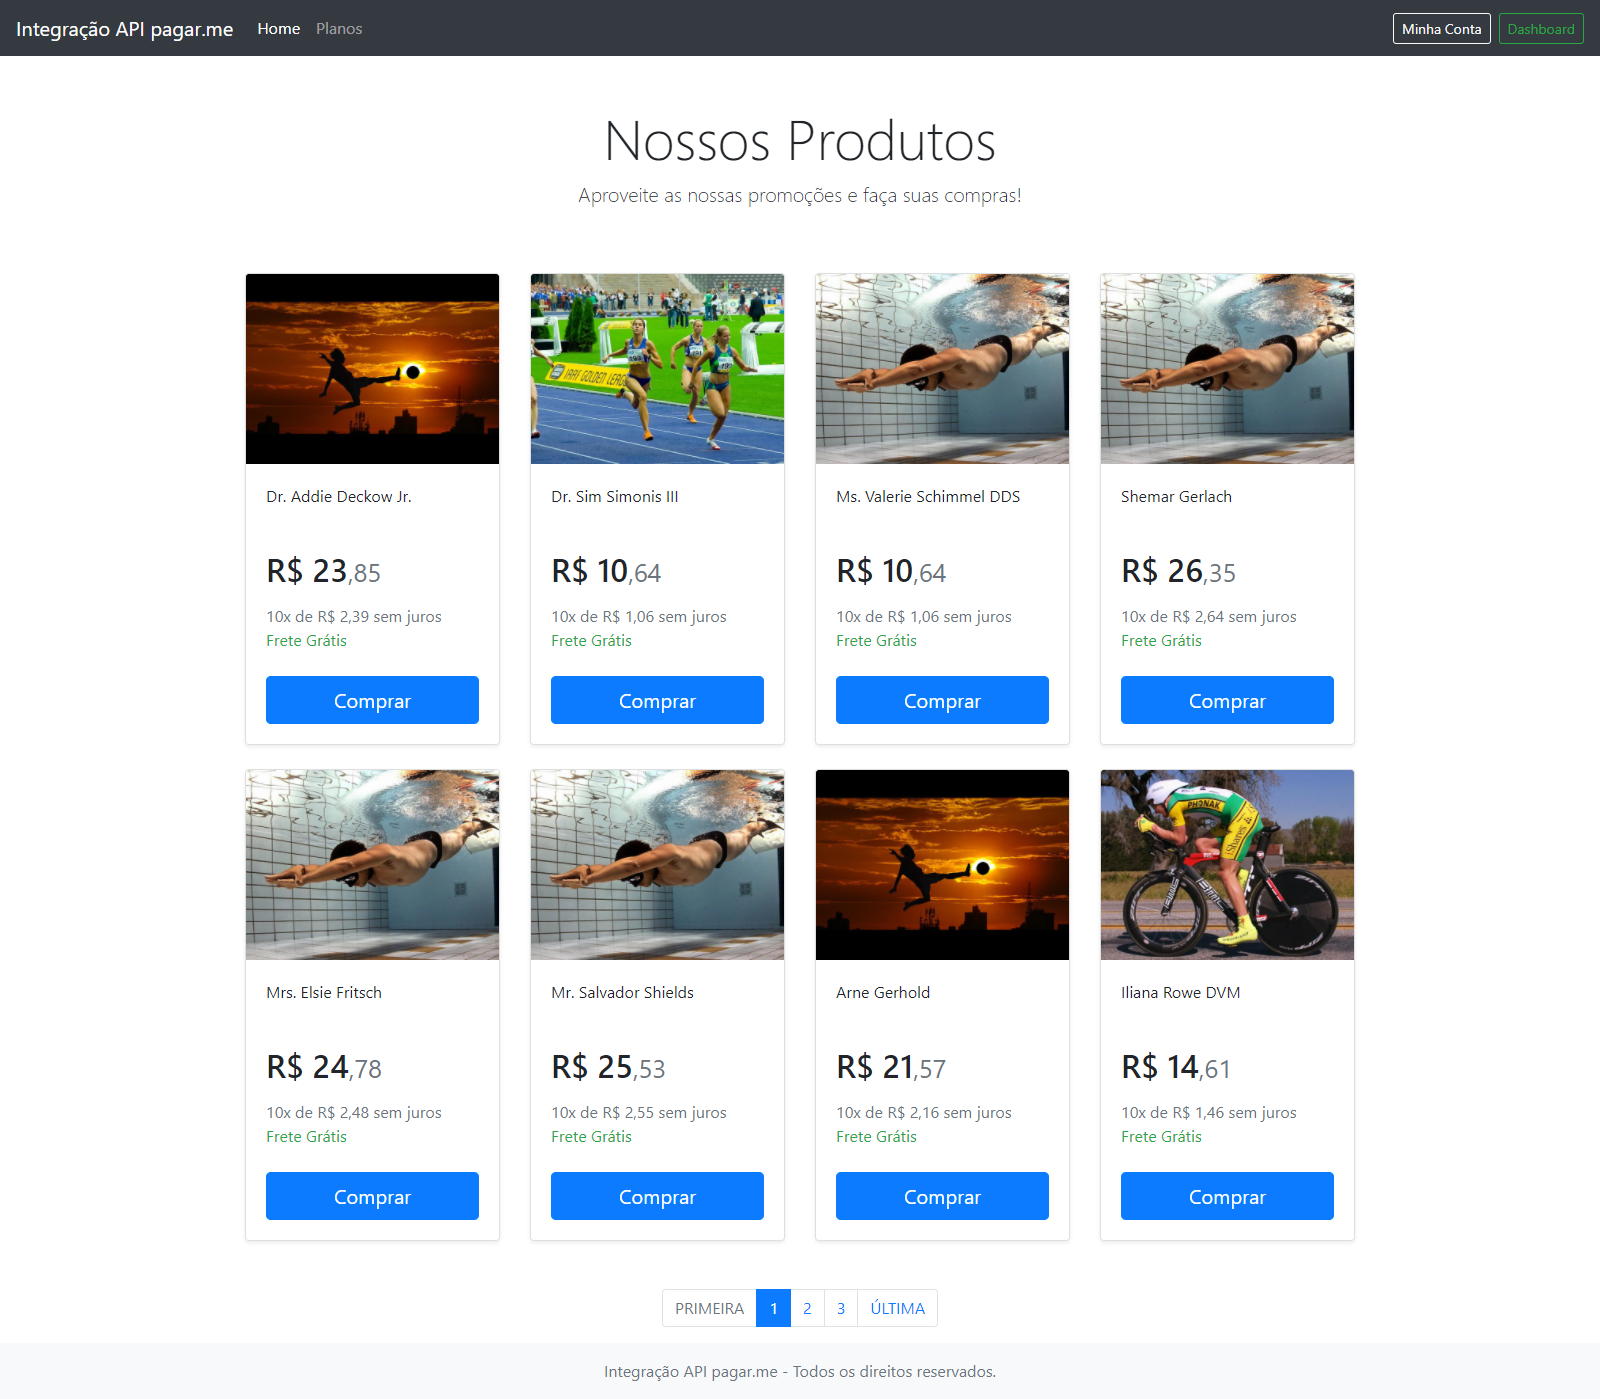 Integração API pagar.me Home Planos Minha Conta Dashboard
Nossos Produtos
Aproveite as nossas promoções e faça suas compras!
193 191 193
IAAF GOLDEN LEAGUE
Dr. Addie Deckow Jr.
R$ 23,85
10x de R$ 2,39 sem juros
Frete Grátis
Comprar
Dr. Sim Simonis III
R$ 10,64
10x de R$ 1,06 sem juros
Frete Grátis
Comprar
Ms. Valerie Schimmel DDS
R$ 10,64
10x de R$ 1,06 sem juros
Frete Grátis
Comprar
Shemar Gerlach
R$ 26,35
10x de R$ 2,64 sem juros
Frete Grátis
Comprar
Mrs. Elsie Fritsch
R$ 24,78
10x de R$ 2,48 sem juros
Frete Grátis
Comprar
Mr. Salvador Shields
R$ 25,53
10x de R$ 2,55 sem juros
Frete Grátis
Comprar
Arne Gerhold
R$ 21,57
10x de R$ 2,16 sem juros
Frete Grátis
Comprar
PHONAK
iShares
Iliana Rowe DVM
R$ 14,61
10x de R$ 1,46 sem juros
Frete Grátis
Comprar
PRIMEIRA 1 2 3 ÚLTIMA
Integração API pagar.me - Todos os direitos reservados.